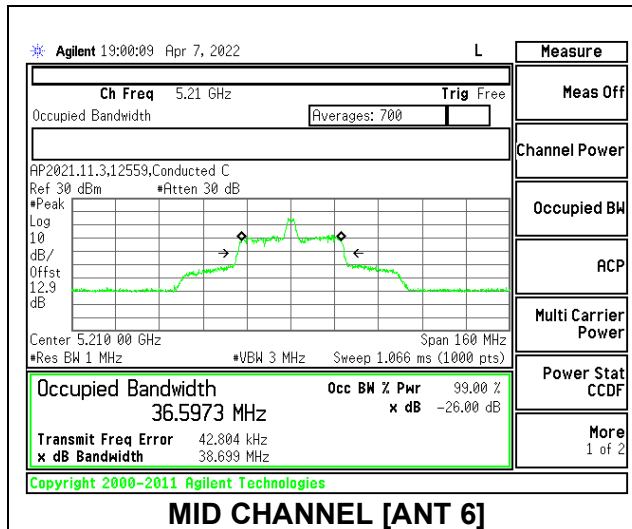 Agilent 19:00:09 Apr 7, 2022 L Measure
Ch Freq 5.21 GHz Trig Free
Meas Off
Occupied Bandwidth Averages: 700
Channel Power
AP2021.11.3,12559,Conducted C
Ref 30 dBm #Atten 30 dB
#Peak
Log
10
dB/
Offst
12.9
dB
Occupied BW
ACP
Multi Carrier
Power
Center 5.210 00 GHz Span 160 MHz
#Res BW 1 MHz #VBW 3 MHz Sweep 1.066 ms (1000 pts)
Power Stat
CCDF
Occupied Bandwidth Occ BW % Pwr 99.00 %
36.5973 MHz x dB -26.00 dB
Transmit Freq Error 42.804 kHz
x dB Bandwidth 38.699 MHz
More
1 of 2
Copyright 2000-2011 Agilent Technologies
MID CHANNEL [ANT 6]